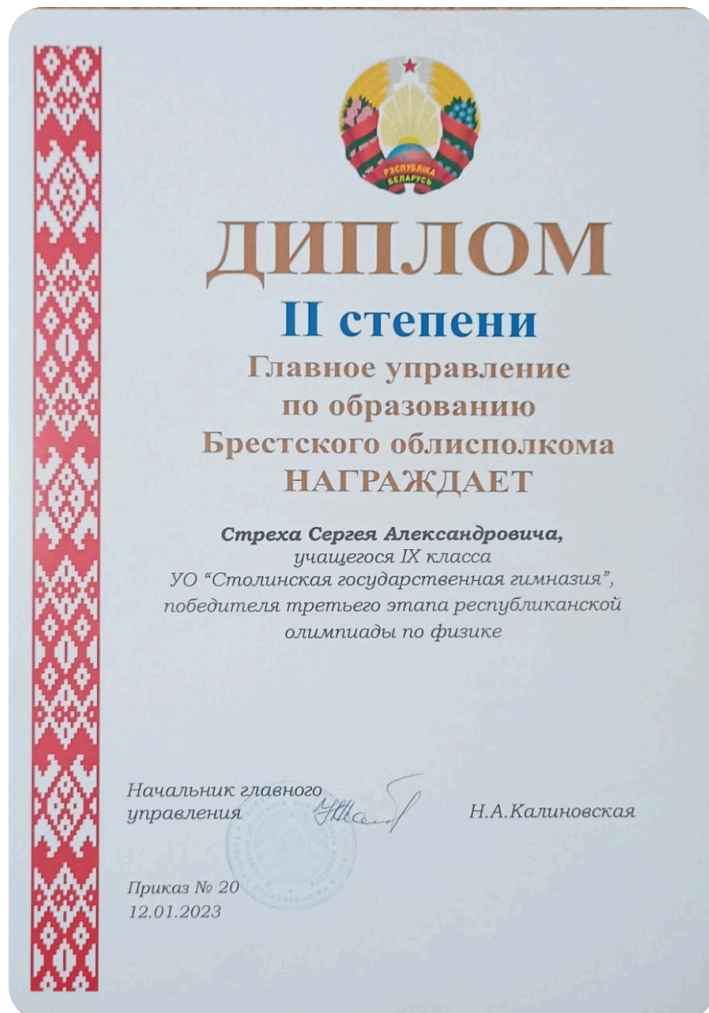 РЭСПУБЛІКА
БЕЛАРУСЬ
ДИПЛОМ
II степени
Главное управление
по образованию
Брестского облисполкома
НАГРАЖДАЕТ
Стреха Сергея Александровича,
учащегося IX класса
УО “Столинская государственная гимназия”,
победителя третьего этапа республиканской
олимпиады по физике
Начальник главного
управления
Н.А.Калиновская
Приказ № 20
12.01.2023